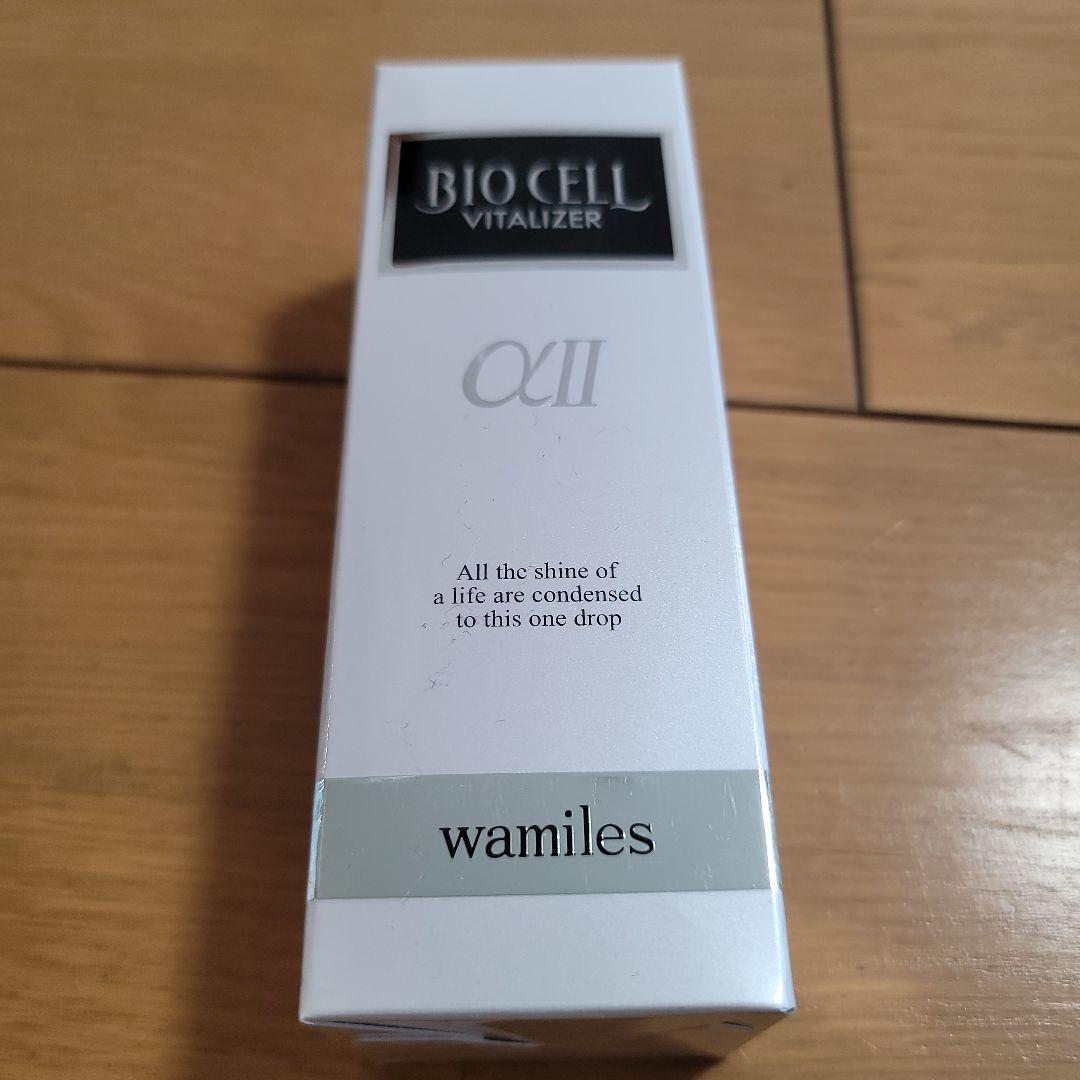 BIO CELL
VITALIZER
αII
All the shine of
a life are condensed
to this one drop
wamiles